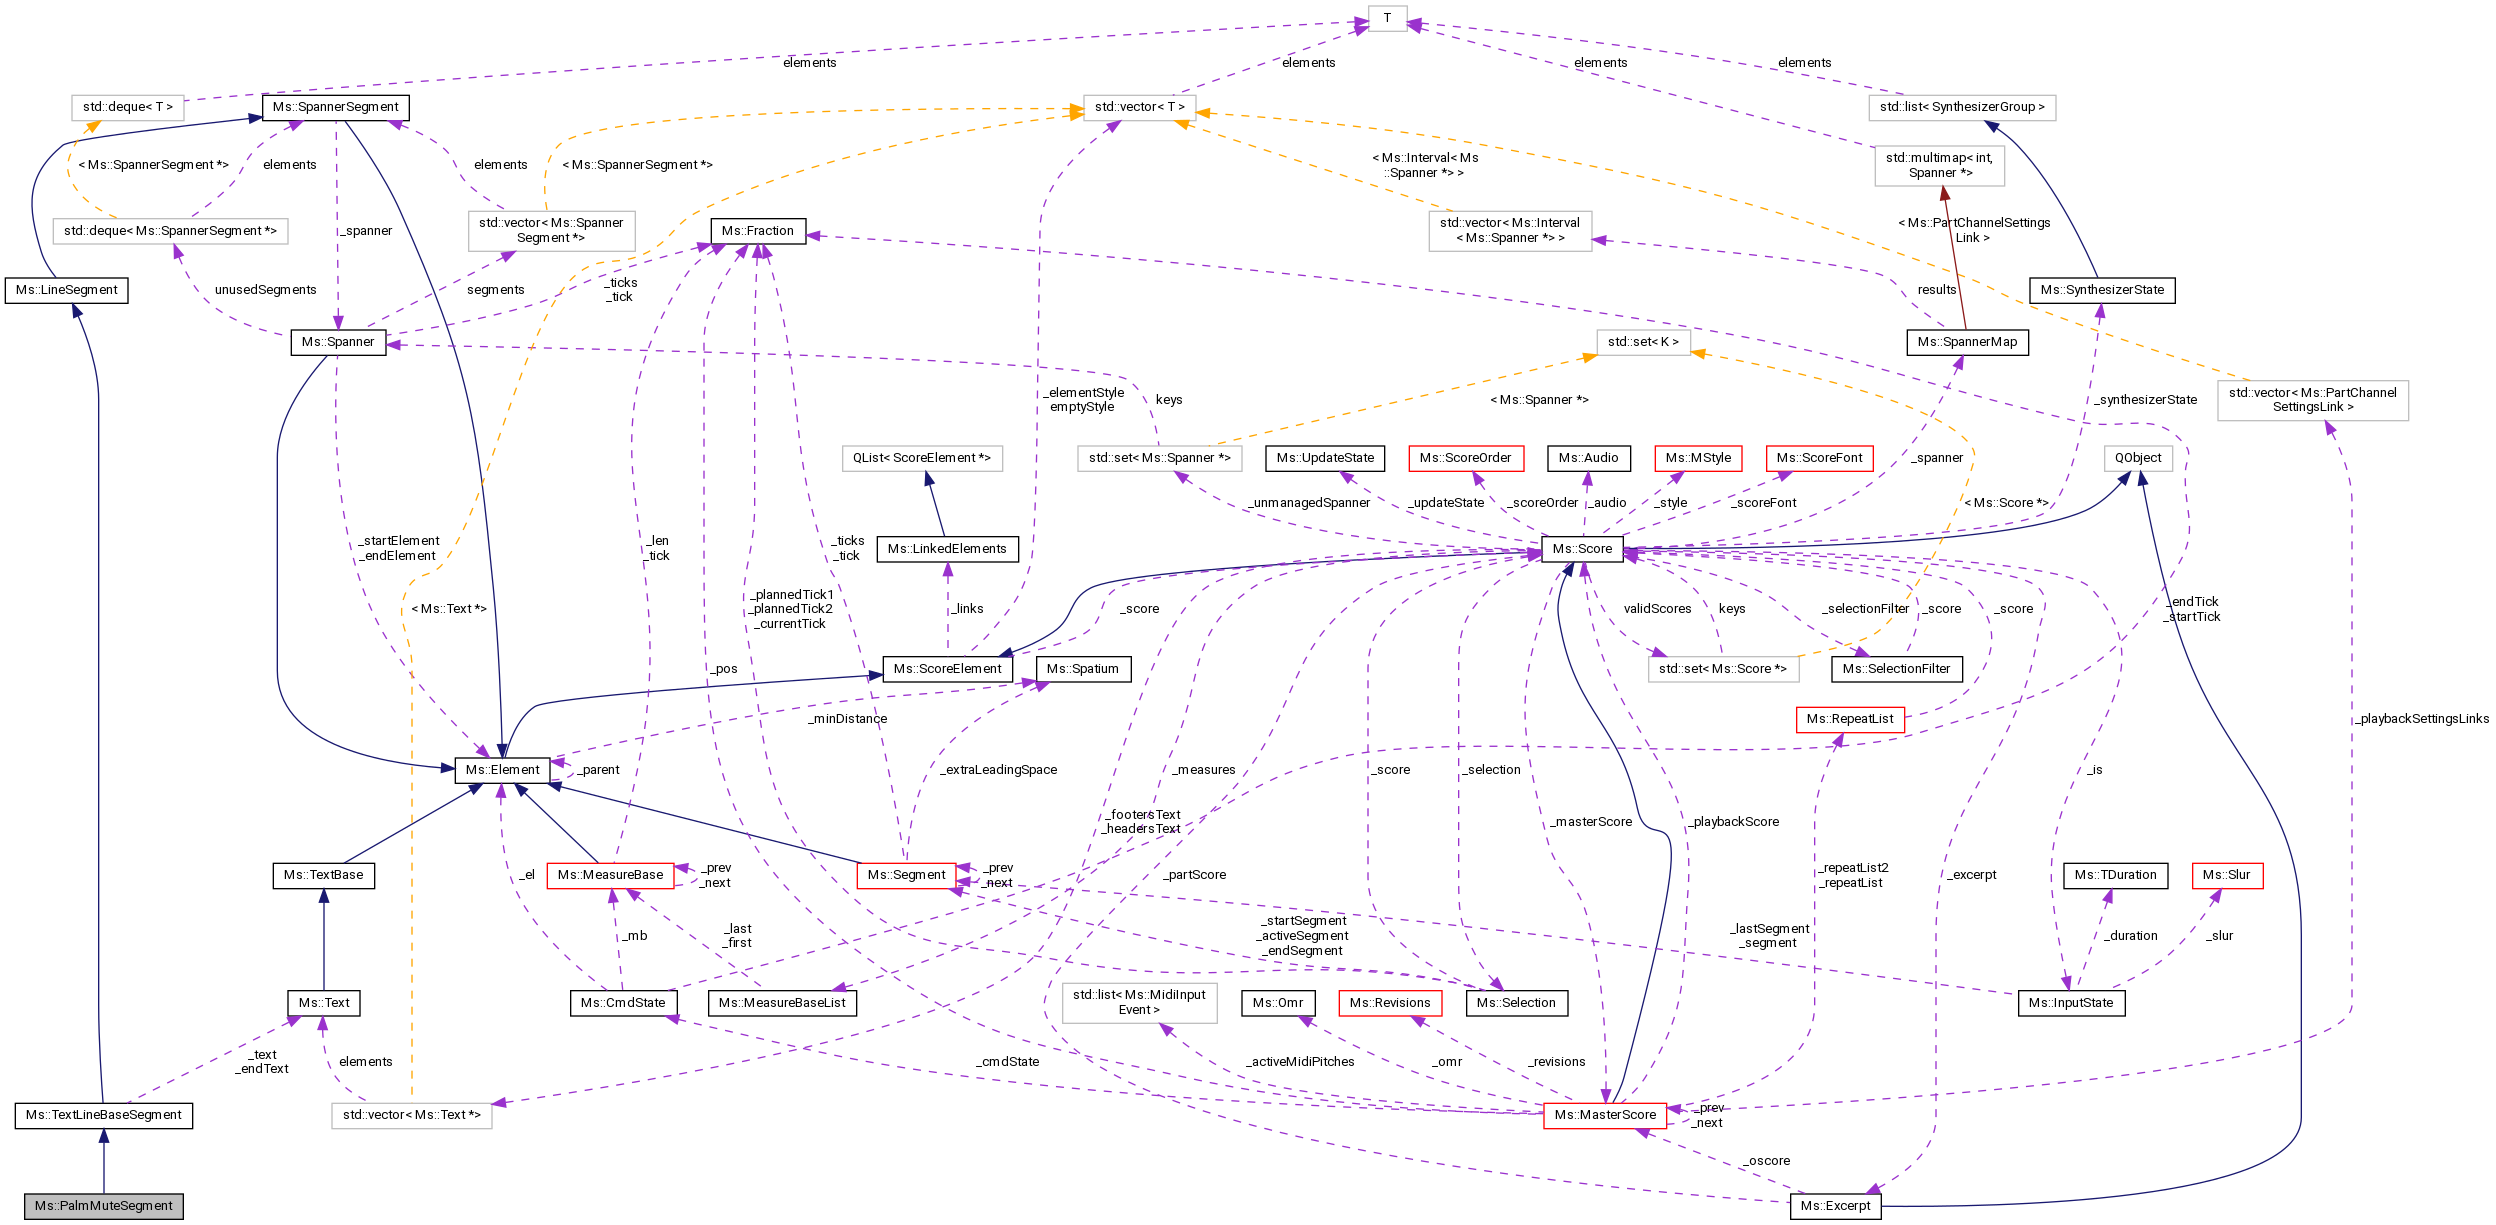 T
elements
elements
elements
elements
std::deque< T >
Ms::SpannerSegment
std::vector< T >
std::list< SynthesizerGroup >
< Ms::SpannerSegment *>
elements
elements
< Ms::SpannerSegment *>
< Ms::Interval< Ms
::Spanner *> >
std::multimap< int,
Spanner *>
std::deque< Ms::SpannerSegment *>
_spanner
std::vector< Ms::Spanner
Segment *>
Ms::Fraction
std::vector< Ms::Interval
< Ms::Spanner *> >
< Ms::PartChannelSettings
Link >
Ms::LineSegment
unusedSegments
segments
_ticks
_tick
results
Ms::SynthesizerState
Ms::Spanner
std::set< K >
Ms::SpannerMap
_elementStyle
emptyStyle
keys
< Ms::Spanner *>
_synthesizerState
std::vector< Ms::PartChannel
SettingsLink >
QList< ScoreElement *>
std::set< Ms::Spanner *>
Ms::UpdateState
Ms::ScoreOrder
Ms::Audio
Ms::MStyle
Ms::ScoreFont
_spanner
QObject
_unmanagedSpanner
_updateState
_scoreOrder
_audio
_style
_scoreFont
< Ms::Score *>
_startElement
_endElement
_len
_tick
_ticks
_tick
Ms::LinkedElements
Ms::Score
< Ms::Text *>
_plannedTick1
_plannedTick2
_currentTick
_links
_score
validScores
keys
_selectionFilter
_score
_score
_endTick
_startTick
_pos
Ms::ScoreElement
Ms::Spatium
std::set< Ms::Score *>
Ms::SelectionFilter
_minDistance
Ms::RepeatList
_playbackSettingsLinks
Ms::Element
_parent
_extraLeadingSpace
_measures
_score
_selection
_is
_footersText
_headersText
_masterScore
_playbackScore
Ms::TextBase
_el
Ms::MeasureBase
_prev
_next
Ms::Segment
_prev
_next
_partScore
_repeatList2
_repeatList
_excerpt
Ms::TDuration
Ms::Slur
_mb
_last
_first
_startSegment
_activeSegment
_endSegment
_lastSegment
_segment
_duration
_slur
Ms::Text
Ms::CmdState
Ms::MeasureBaseList
std::list< Ms::MidiInput
Event >
Ms::Omr
Ms::Revisions
Ms::Selection
Ms::InputState
_text
_endText
elements
_cmdState
_activeMidiPitches
_omr
_revisions
Ms::TextLineBaseSegment
std::vector< Ms::Text *>
Ms::MasterScore
_prev
_next
_oscore
Ms::PalmMuteSegment
Ms::Excerpt